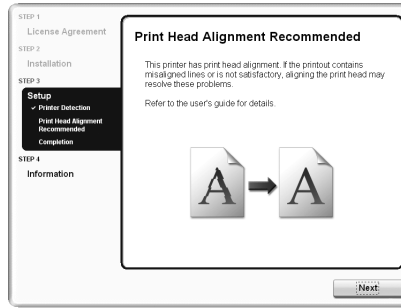 STEP 1
License Agreement
STEP 2
Installation
STEP 3
Setup
✓ Printer Detection
Print Head Alignment
Recommended
Completion
STEP 4
Information
Print Head Alignment Recommended
This printer has print head alignment. If the printout contains
misaligned lines or is not satisfactory, aligning the print head may
resolve these problems.
Refer to the user's guide for details.
A A
Next